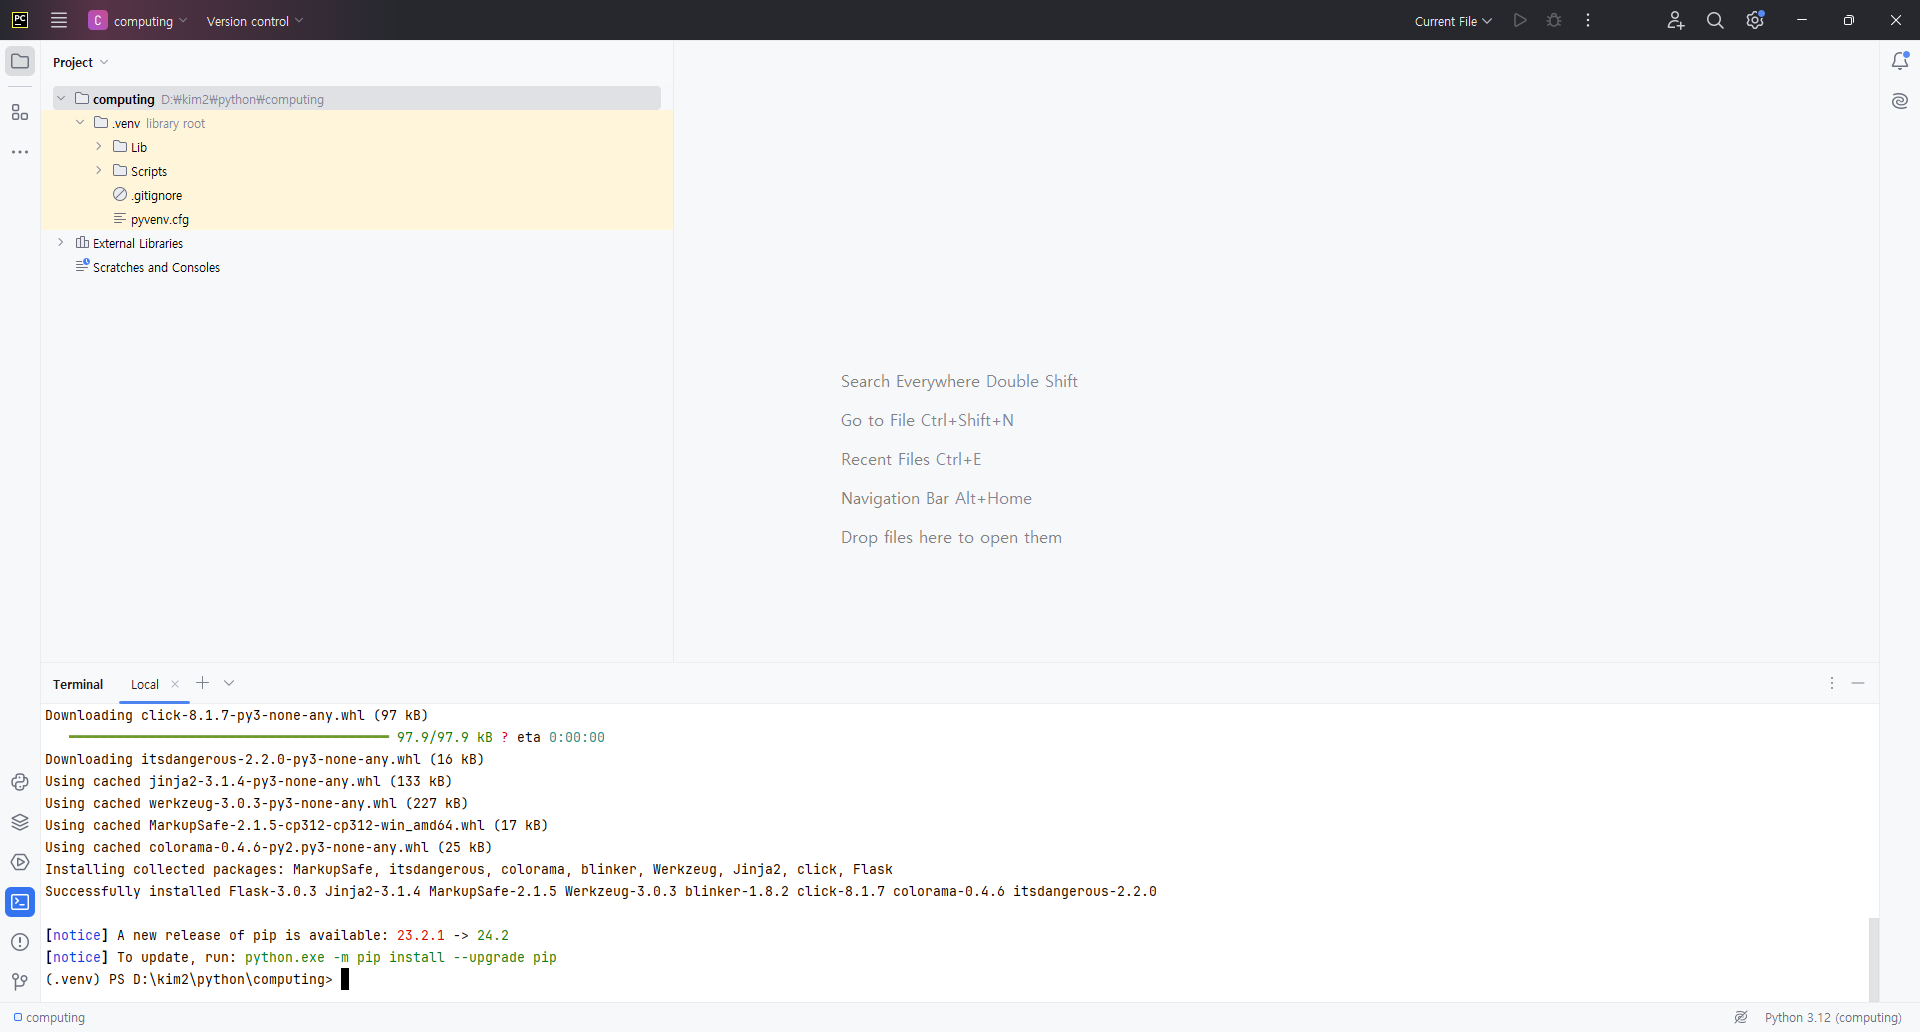 PC
C computing
Version control
Current File
Project
computing D:₩kim2₩python₩computing
.venv library root
Lib
Scripts
.gitignore
pyvenv.cfg
External Libraries
Scratches and Consoles
Search Everywhere Double Shift
Go to File Ctrl+Shift+N
Recent Files Ctrl+E
Navigation Bar Alt+Home
Drop files here to open them
Terminal Local
Downloading click-8.1.7-py3-none-any.whl (97 kB)
97.9/97.9 kB ? eta 0:00:00
Downloading itsdangerous-2.2.0-py3-none-any.whl (16 kB)
Using cached jinja2-3.1.4-py3-none-any.whl (133 kB)
Using cached werkzeug-3.0.3-py3-none-any.whl (227 kB)
Using cached MarkupSafe-2.1.5-cp312-cp312-win_amd64.whl (17 kB)
Using cached colorama-0.4.6-py2.py3-none-any.whl (25 kB)
Installing collected packages: MarkupSafe, itsdangerous, colorama, blinker, Werkzeug, Jinja2, click, Flask
Successfully installed Flask-3.0.3 Jinja2-3.1.4 MarkupSafe-2.1.5 Werkzeug-3.0.3 blinker-1.8.2 click-8.1.7 colorama-0.4.6 itsdangerous-2.2.0
[notice] A new release of pip is available: 23.2.1 -> 24.2
[notice] To update, run: python.exe -m pip install --upgrade pip
(.venv) PS D:\kim2\python\computing>
computing
Python 3.12 (computing)